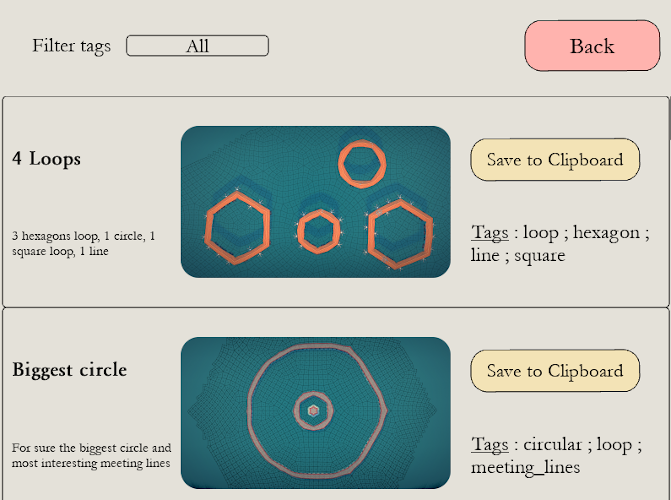 Filter tags All Back
4 Loops
Save to Clipboard
3 hexagons loop, 1 circle, 1
square loop, 1 line
Tags : loop ; hexagon ;
line ; square
Biggest circle
Save to Clipboard
For sure the biggest circle and
most interesting meeting lines
Tags : circular ; loop ;
meeting_lines